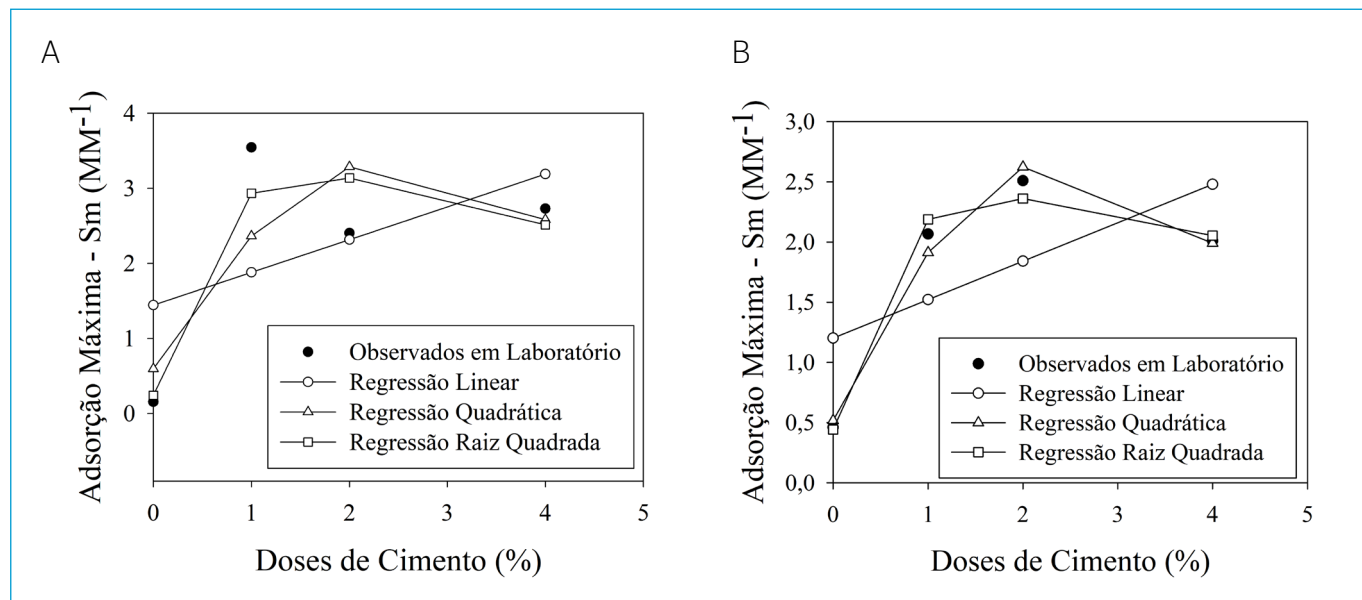 A
Adsorção Máxima - Sm (MM-1)
4
3
2
1
0
0 1 2 3 4 5
Doses de Cimento (%)
Observados em Laboratório
Regressão Linear
Regressão Quadrática
Regressão Raiz Quadrada
B
Adsorção Máxima - Sm (MM-1)
3,0
2,5
2,0
1,5
1,0
0,5
0,0
0 1 2 3 4 5
Doses de Cimento (%)
Observados em Laboratório
Regressão Linear
Regressão Quadrática
Regressão Raiz Quadrada